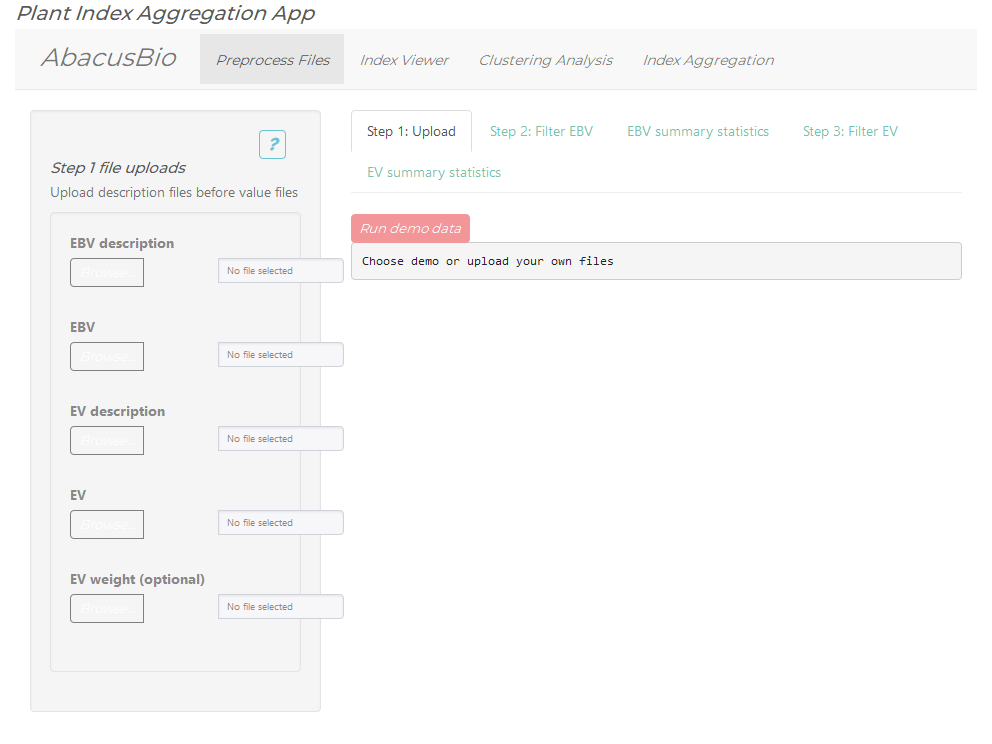 Plant Index Aggregation App
AbacusBio Preprocess Files Index Viewer Clustering Analysis Index Aggregation
?
Step 1 file uploads
Upload description files before value files
EBV description
Browse... No file selected
EBV
Browse... No file selected
EV description
Browse... No file selected
EV
Browse... No file selected
EV weight (optional)
Browse... No file selected
Step 1: Upload Step 2: Filter EBV EBV summary statistics Step 3: Filter EV
EV summary statistics
Run demo data
Choose demo or upload your own files